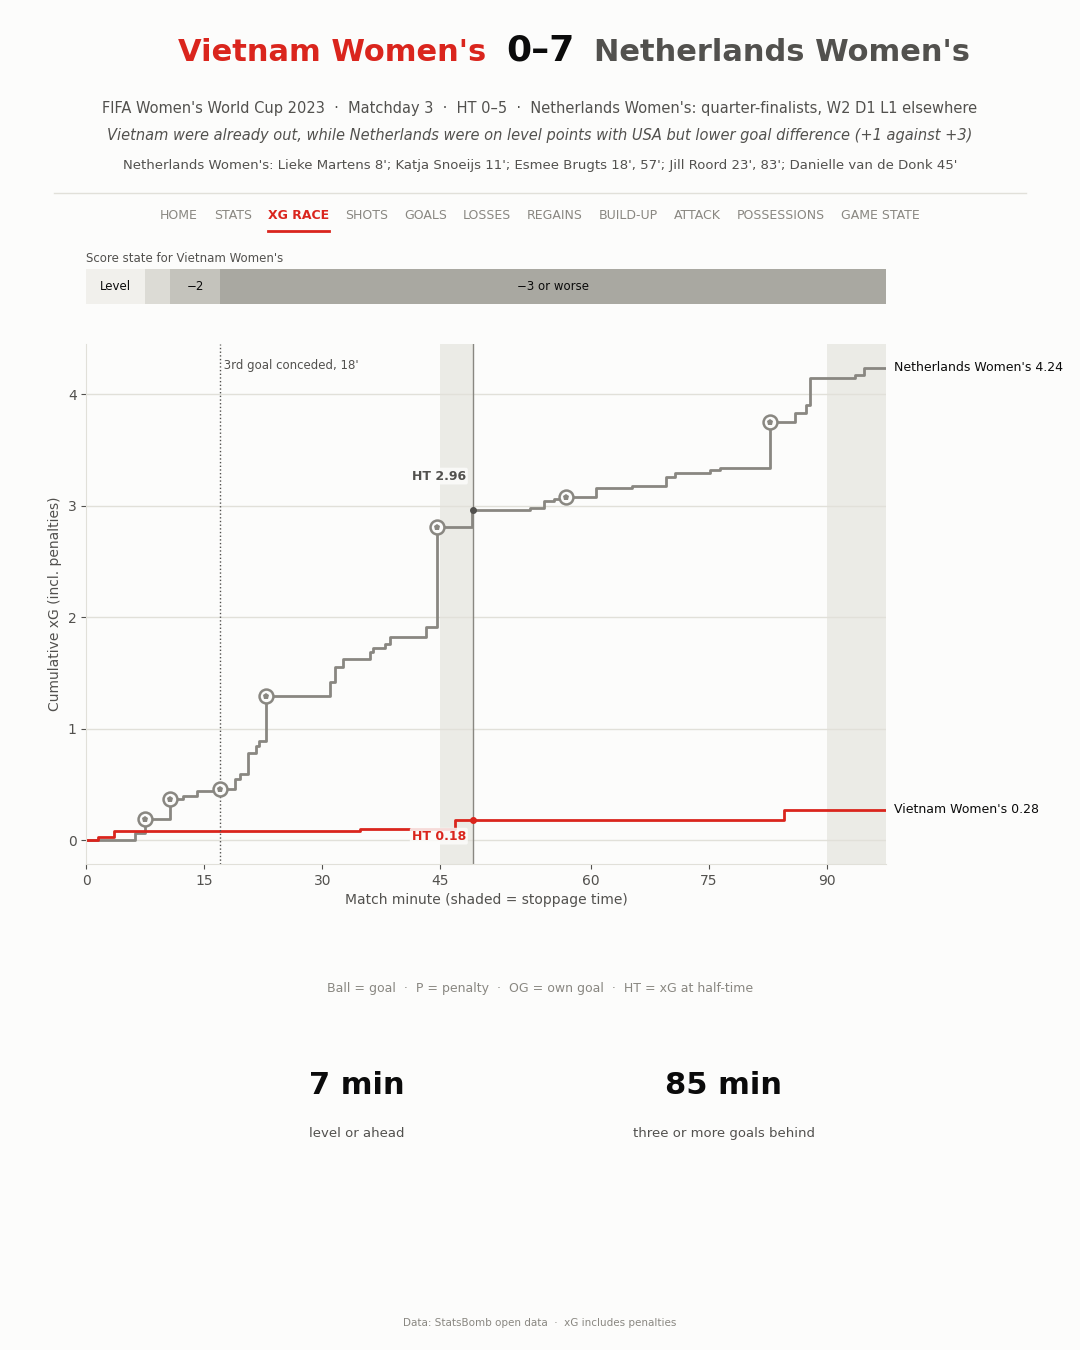 Vietnam Women's 0–7 Netherlands Women's
FIFA Women's World Cup 2023 · Matchday 3 · HT 0–5 · Netherlands Women's: quarter-finalists, W2 D1 L1 elsewhere
Vietnam were already out, while Netherlands were on level points with USA but lower goal difference (+1 against +3)
Netherlands Women's: Lieke Martens 8'; Katja Snoeijs 11'; Esmee Brugts 18', 57'; Jill Roord 23', 83'; Danielle van de Donk 45'
HOME STATS XG RACE SHOTS GOALS LOSSES REGAINS BUILD-UP ATTACK POSSESSIONS GAME STATE
Score state for Vietnam Women's
Level −2 −3 or worse
3rd goal conceded, 18'
Netherlands Women's 4.24
HT 2.96
Vietnam Women's 0.28
HT 0.18
Cumulative xG (incl. penalties)
4
3
2
1
0
0 15 30 45 60 75 90
Match minute (shaded = stoppage time)
Ball = goal · P = penalty · OG = own goal · HT = xG at half-time
7 min 85 min
level or ahead three or more goals behind
Data: StatsBomb open data · xG includes penalties